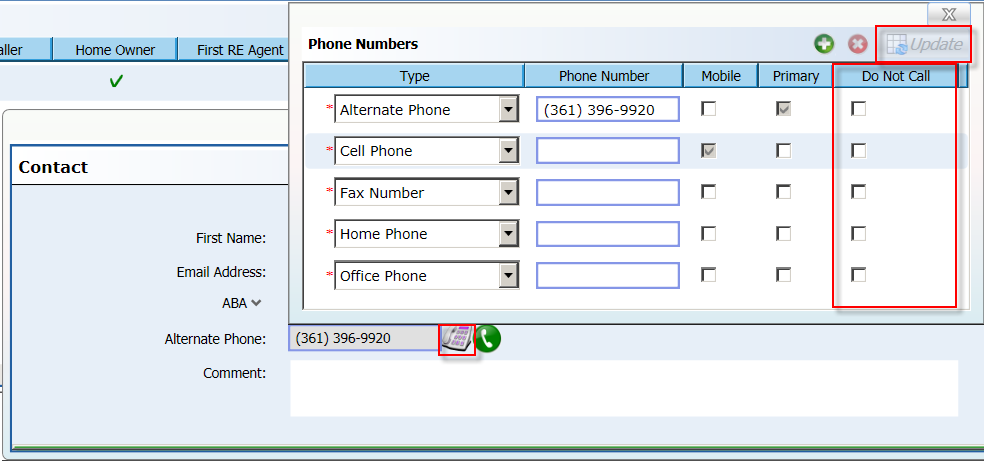 aller Home Owner First RE Agent
X
Phone Numbers Update
Type Phone Number Mobile Primary Do Not Call
* Alternate Phone (361) 396-9920
* Cell Phone
* Fax Number
* Home Phone
* Office Phone
Contact
First Name:
Email Address:
ABA
Alternate Phone: (361) 396-9920
Comment: